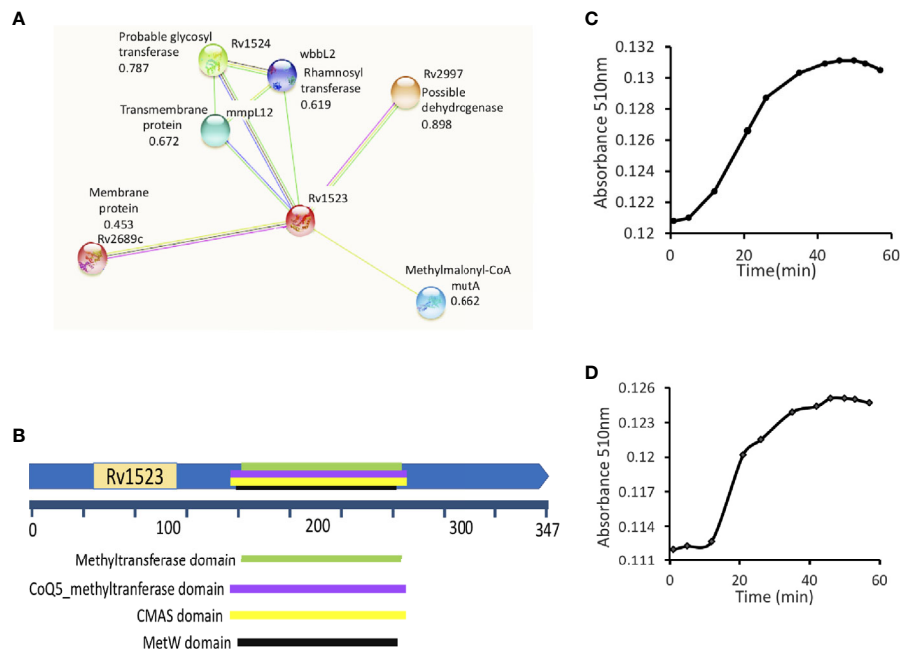 A
Probable glycosyl
transferase
0.787
Rv1524
wbbL2
Rhamnosyl
transferase
0.619
Rv2997
Possible
dehydrcgenase
0.898
Transmembrane
protein
0.672
mmpL12
Rv1523
Membrane
protein
0.453
Rv2689c
Methylmalonyl-CoA
mutA
0.662
B
Rv1523
0
100
200
300
347
Methyltransferase domain
CoQ5_methyltranferase domain
CMAS domain
MetW domain
C
Absorbance 510nm
0.132
0.13
0.128
0.126
0.124
0.122
0.12
0
20
40
60
Time(min)
D
Absorbance 510nm
0.126
0.123
0.12
0.117
0.114
0.111
0
20
40
60
Time (min)